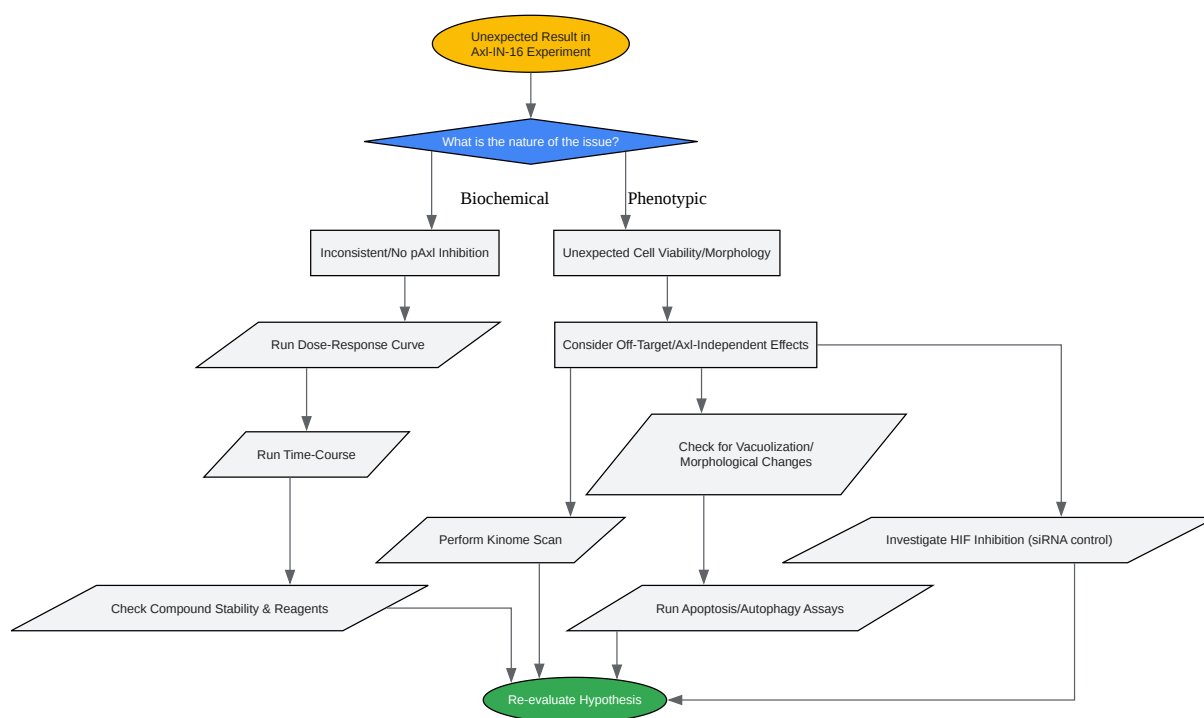 Unexpected Result in
Axl-IN-16 Experiment
What is the nature of the issue?
Biochemical
Phenotypic
Inconsistent/No pAxl Inhibition
Unexpected Cell Viability/Morphology
Run Dose-Response Curve
Consider Off-Target/Axl-Independent Effects
Run Time-Course
Check for Vacuolization/
Morphological Changes
Perform Kinome Scan
Investigate HIF Inhibition (siRNA control)
Check Compound Stability & Reagents
Run Apoptosis/Autophagy Assays
Re-evaluate Hypothesis